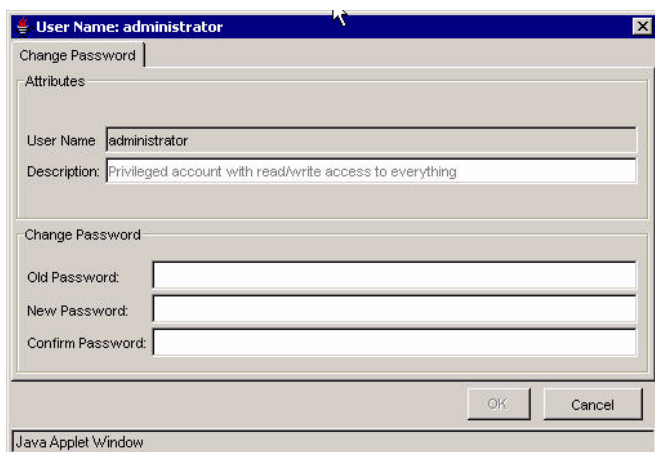 User Name: administrator
Change Password
Attributes
User Name administrator
Description: Privileged account with read/write access to everything
Change Password
Old Password:
New Password:
Confirm Password:
OK Cancel
Java Applet Window